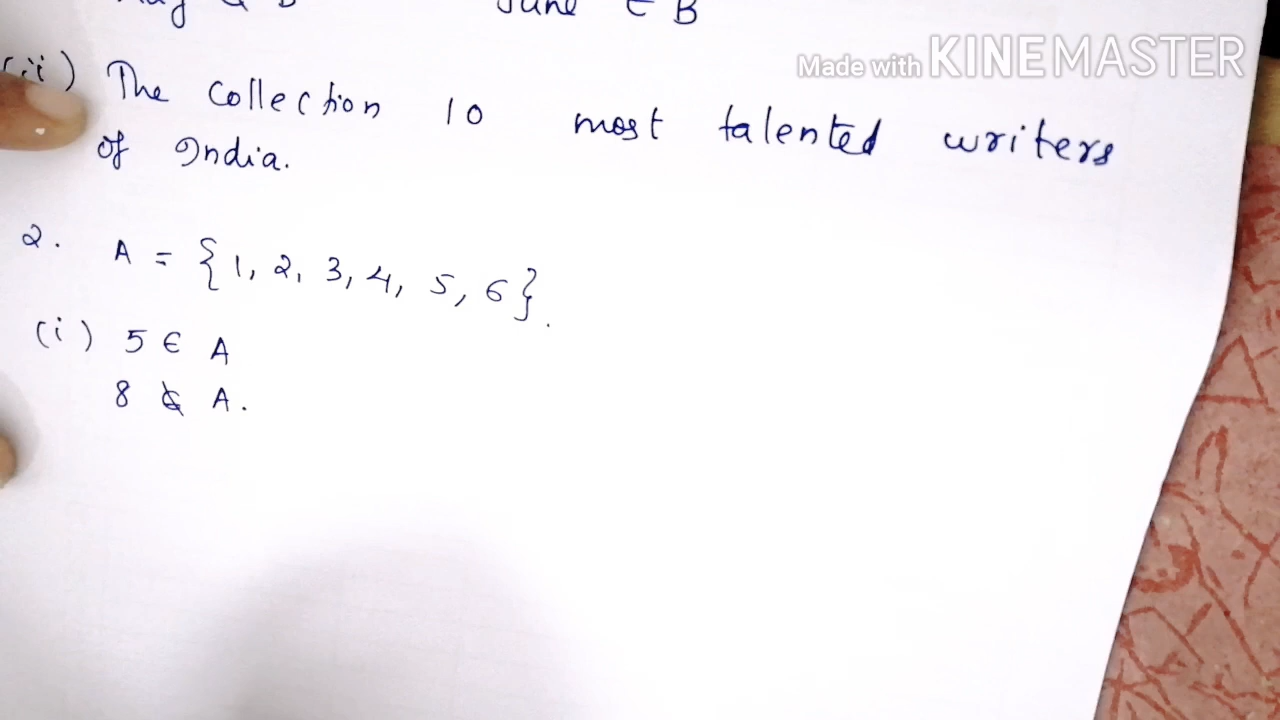 June ∈ B
Made with KINEMASTER
(ii) The collection 10 most talented writers
of India.
2. A = {1, 2, 3, 4, 5, 6}.
(i) 5 ∈ A
8 ∉ A.